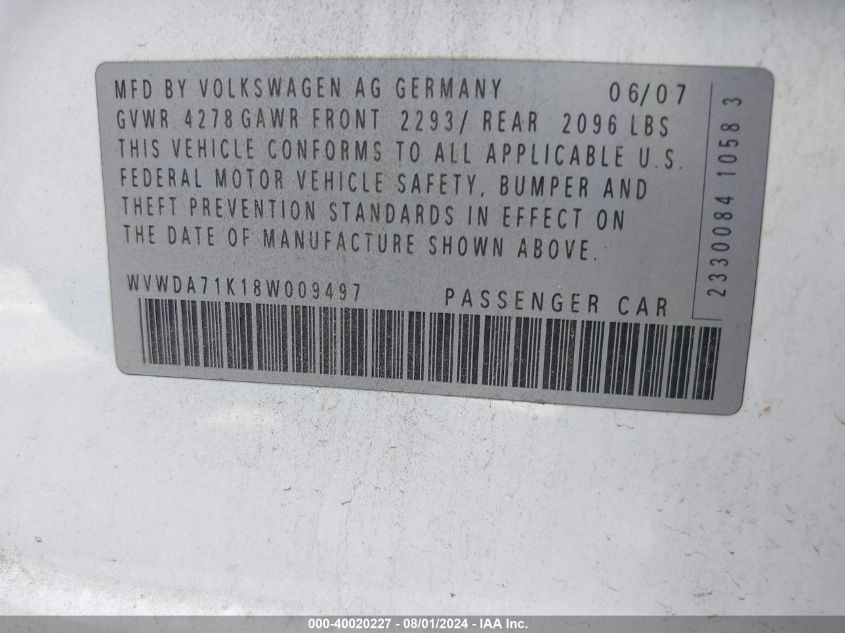 MFD BY VOLKSWAGEN AG GERMANY 06/07
GVWR 4278 GAWR FRONT 2293/ REAR 2096 LBS
THIS VEHICLE CONFORMS TO ALL APPLICABLE U.S.
FEDERAL MOTOR VEHICLE SAFETY, BUMPER AND
THEFT PREVENTION STANDARDS IN EFFECT ON
THE DATE OF MANUFACTURE SHOWN ABOVE.
WVWDA71K18W009497 PASSENGER CAR
23300084 1058 3
000-40020227 - 08/01/2024 - IAA Inc.